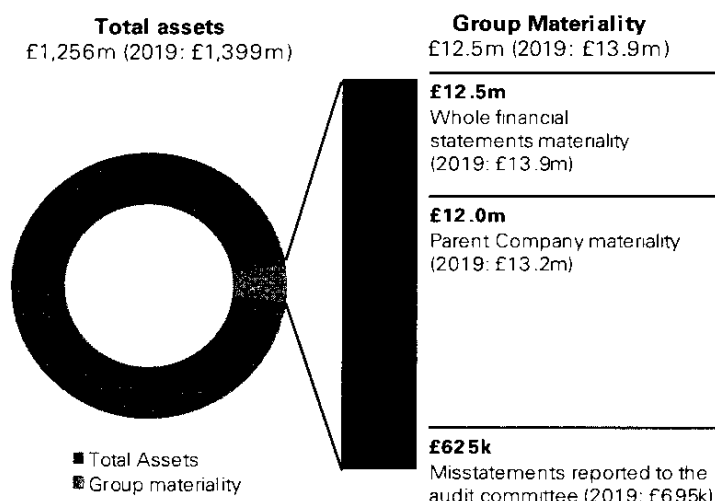 Total assets
£1,256m (2019: £1,399m)
Group Materiality
£12.5m (2019: £13.9m)
£12.5m
Whole financial
statements materiality
(2019: £13.9m)
£12.0m
Parent Company materiality
(2019: £13.2m)
£625k
Misstatements reported to the
audit committee (2019: £695k)
Total Assets
Group materiality